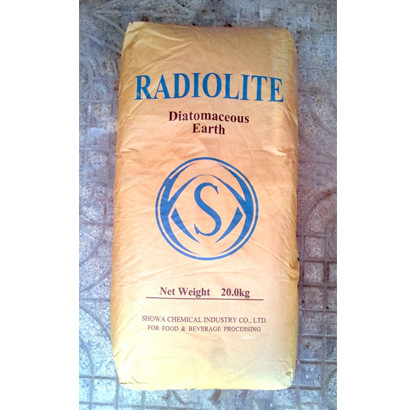 RADIOLITE
Diatomaceous
Earth
S
Net Weight 20.0kg
SHOWA CHEMICAL INDUSTRY CO., LTD.
FOR FOOD & BEVERAGE PROCESSING